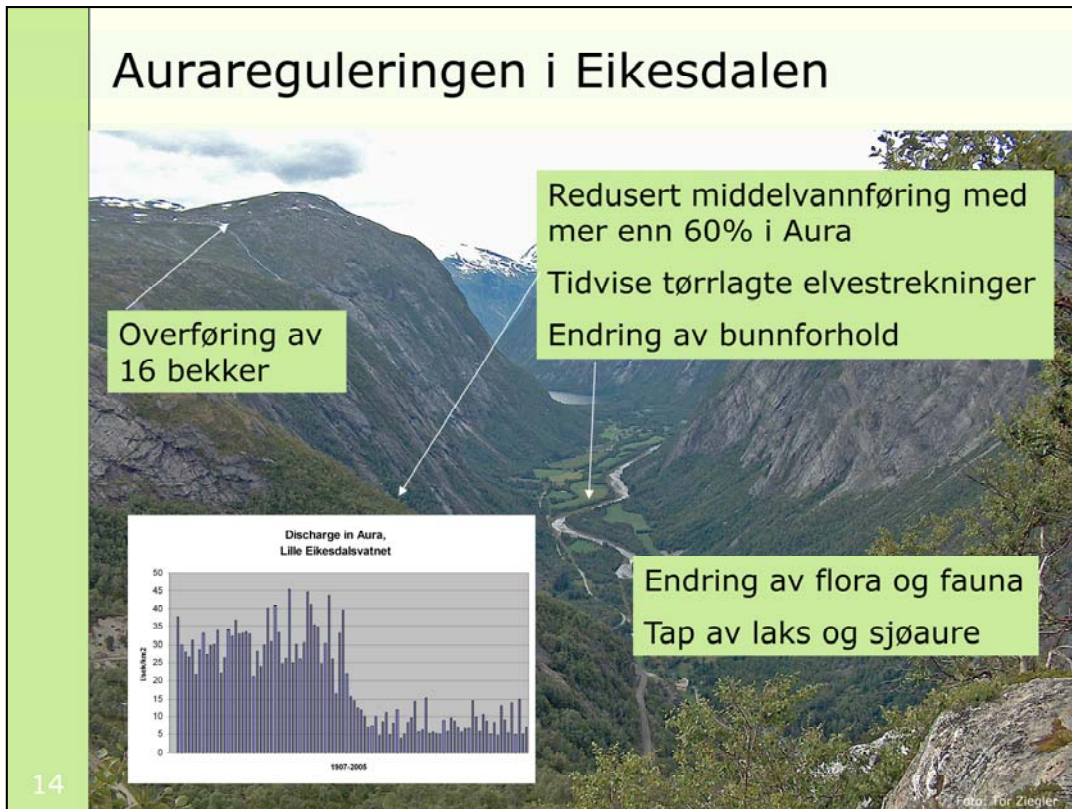 Aurareguleringen i Eikesdalen
Overføring av
16 bekker
Redusert middelvannføring med
mer enn 60% i Aura
Tidvise tørrlagte elvestrekninger
Endring av bunnforhold
Discharge in Aura,
Lille Eikesdalsvatnet
l/sek/km2
50
45
40
35
30
25
20
15
10
5
0
1907-2005
Endring av flora og fauna
Tap av laks og sjøaure
14
Foto: Tor Ziegler